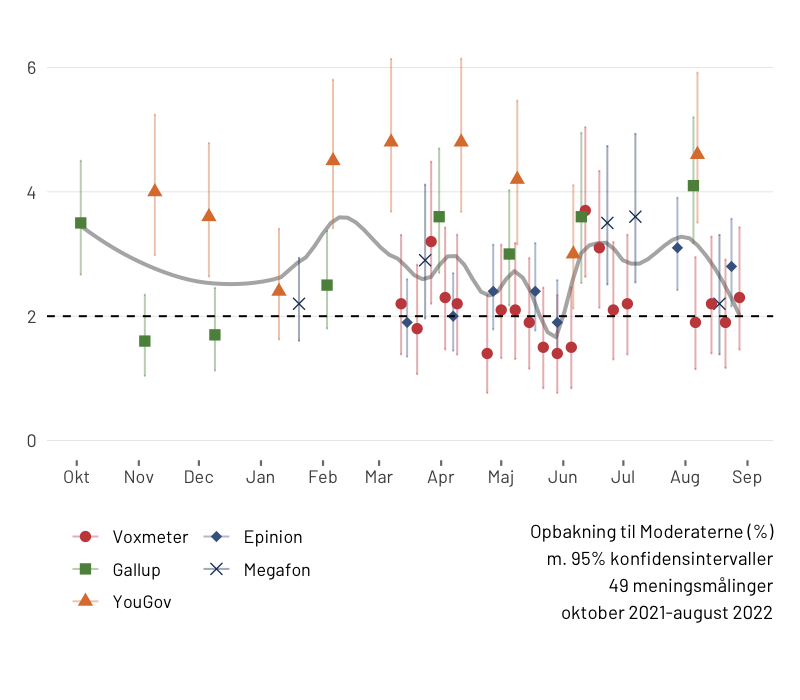 6
4
2
0
Okt Nov Dec Jan Feb Mar Apr Maj Jun Jul Aug Sep
Voxmeter Epinion
Gallup Megafon
YouGov
Opbakning til Moderaterne (%)
m. 95% konfidensintervaller
49 meningsmålinger
oktober 2021-august 2022